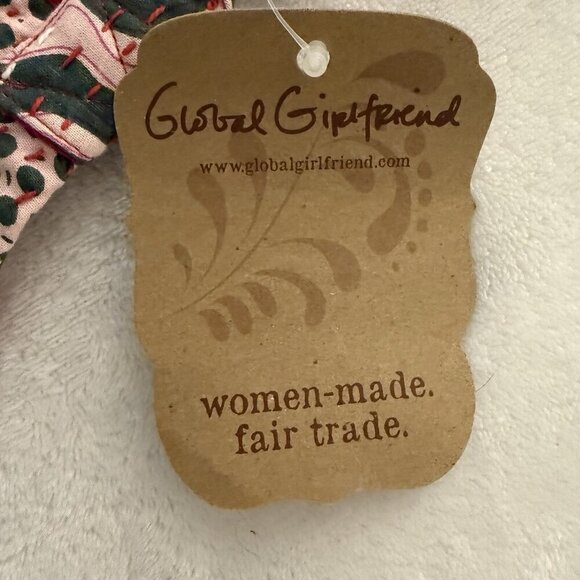 Global Girlfriend
www.globalgirlfriend.com
women-made.
fair trade.